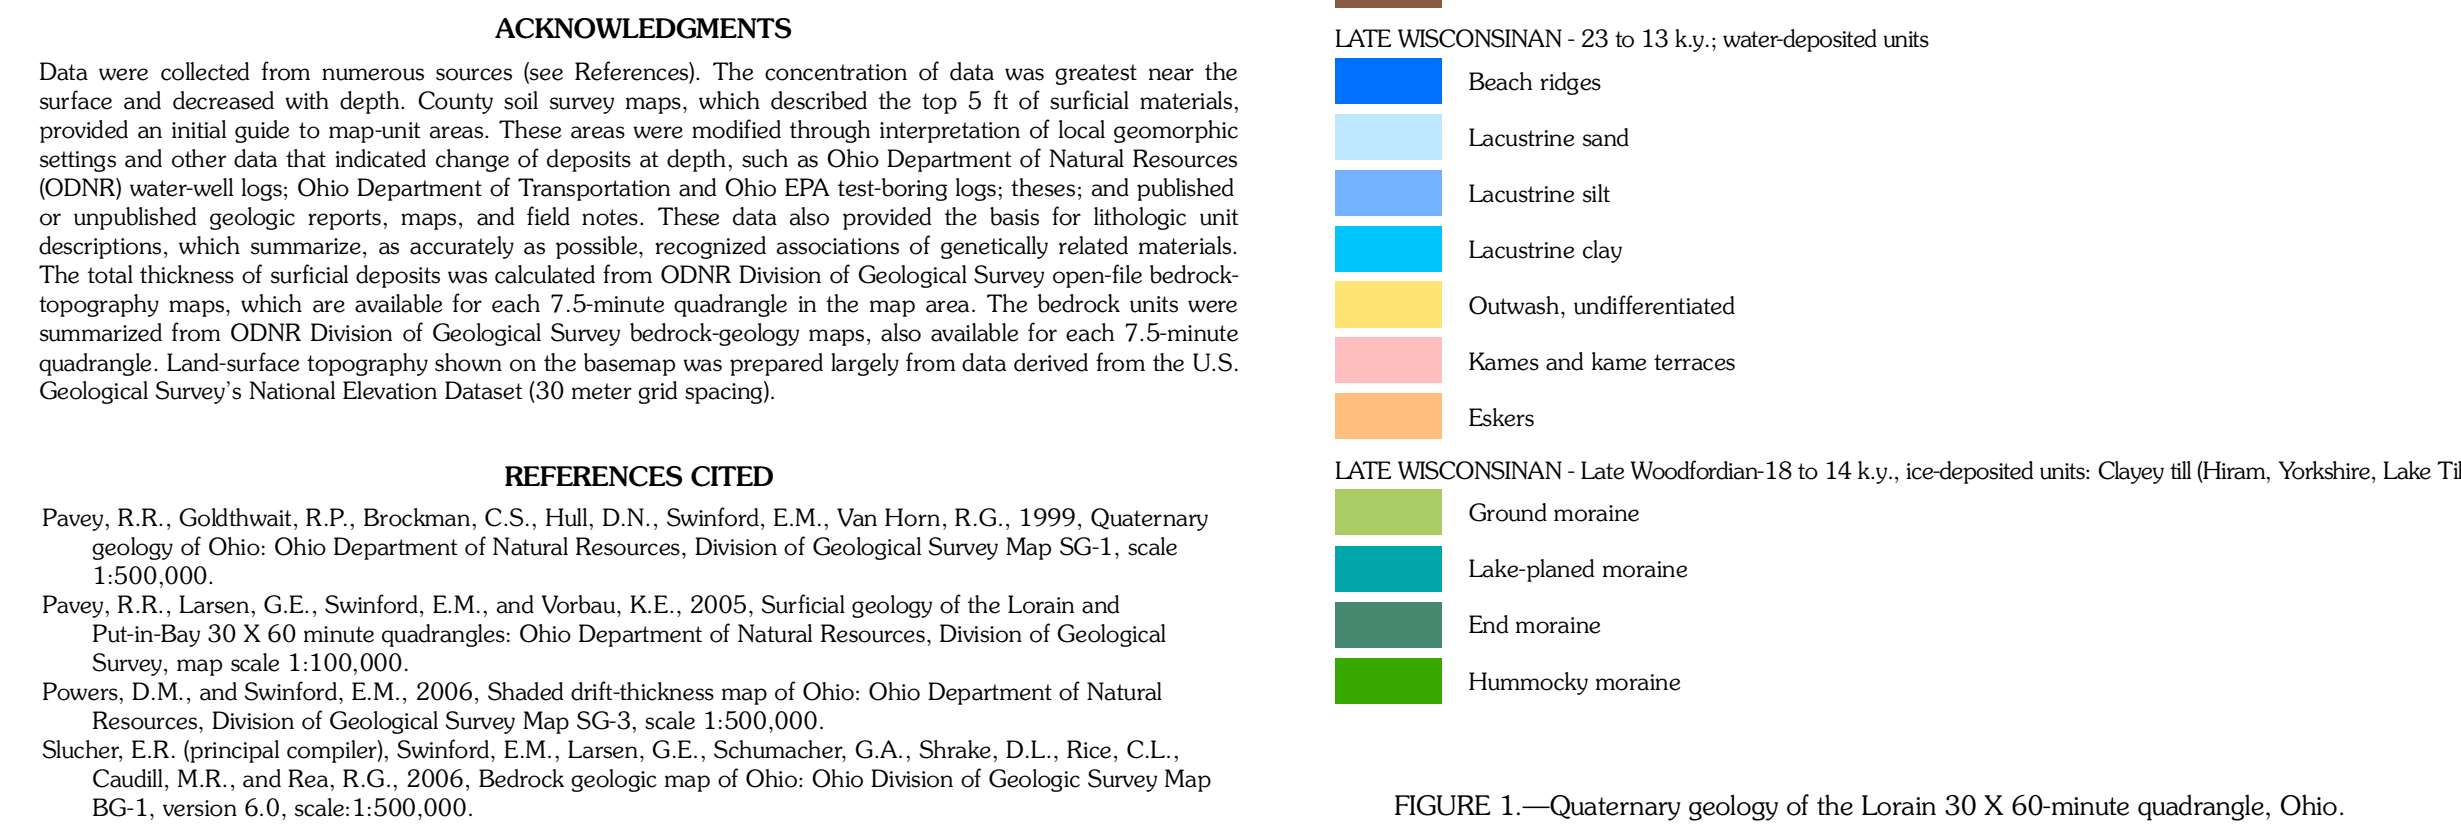 ACKNOWLEDGMENTS
Data were collected from numerous sources (see References). The concentration of data was greatest near the
surface and decreased with depth. County soil survey maps, which described the top 5 ft of surficial materials,
provided an initial guide to map-unit areas. These areas were modified through interpretation of local geomorphic
settings and other data that indicated change of deposits at depth, such as Ohio Department of Natural Resources
(ODNR) water-well logs; Ohio Department of Transportation and Ohio EPA test-boring logs; theses; and published
or unpublished geologic reports, maps, and field notes. These data also provided the basis for lithologic unit
descriptions, which summarize, as accurately as possible, recognized associations of genetically related materials.
The total thickness of surficial deposits was calculated from ODNR Division of Geological Survey open-file bedrock-
topography maps, which are available for each 7.5-minute quadrangle in the map area. The bedrock units were
summarized from ODNR Division of Geological Survey bedrock-geology maps, also available for each 7.5-minute
quadrangle. Land-surface topography shown on the basemap was prepared largely from data derived from the U.S.
Geological Survey's National Elevation Dataset (30 meter grid spacing).
REFERENCES CITED
Pavey, R.R., Goldthwait, R.P., Brockman, C.S., Hull, D.N., Swinford, E.M., Van Horn, R.G., 1999, Quaternary
geology of Ohio: Ohio Department of Natural Resources, Division of Geological Survey Map SG-1, scale
1:500,000.
Pavey, R.R., Larsen, G.E., Swinford, E.M., and Vorbau, K.E., 2005, Surficial geology of the Lorain and
Put-in-Bay 30 X 60 minute quadrangles: Ohio Department of Natural Resources, Division of Geological
Survey, map scale 1:100,000.
Powers, D.M., and Swinford, E.M., 2006, Shaded drift-thickness map of Ohio: Ohio Department of Natural
Resources, Division of Geological Survey Map SG-3, scale 1:500,000.
Slucher, E.R. (principal compiler), Swinford, E.M., Larsen, G.E., Schumacher, G.A., Shrake, D.L., Rice, C.L.,
Caudill, M.R., and Rea, R.G., 2006, Bedrock geologic map of Ohio: Ohio Division of Geologic Survey Map
BG-1, version 6.0, scale:1:500,000.
LATE WISCONSINAN - 23 to 13 k.y.; water-deposited units
Beach ridges
Lacustrine sand
Lacustrine silt
Lacustrine clay
Outwash, undifferentiated
Kames and kame terraces
Eskers
LATE WISCONSINAN - Late Woodfordian-18 to 14 k.y., ice-deposited units: Clayey till (Hiram, Yorkshire, Lake
Ground moraine
Lake-planed moraine
End moraine
Hummocky moraine
FIGURE 1.—Quaternary geology of the Lorain 30 X 60-minute quadrangle, Ohio.